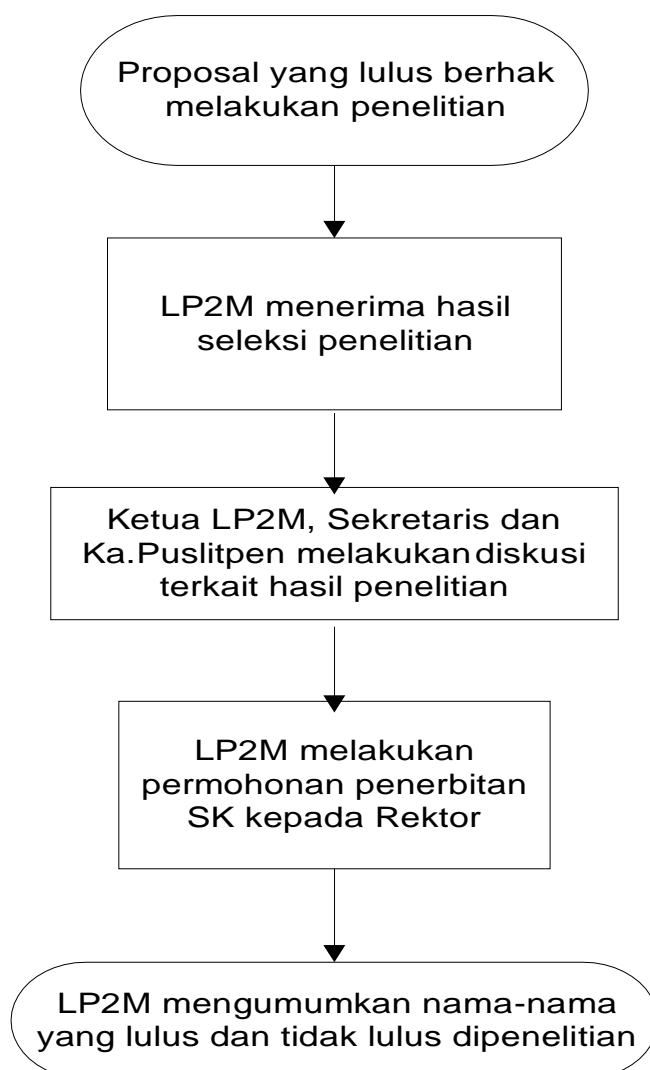 Proposal yang lulus berhak
melakukan penelitian
LP2M menerima hasil
seleksi penelitian
Ketua LP2M, Sekretaris dan
Ka.Puslitpen melakukan diskusi
terkait hasil penelitian
LP2M melakukan
permohonan penerbitan
SK kepada Rektor
LP2M mengumumkan nama-nama
yang lulus dan tidak lulus dipenelitian